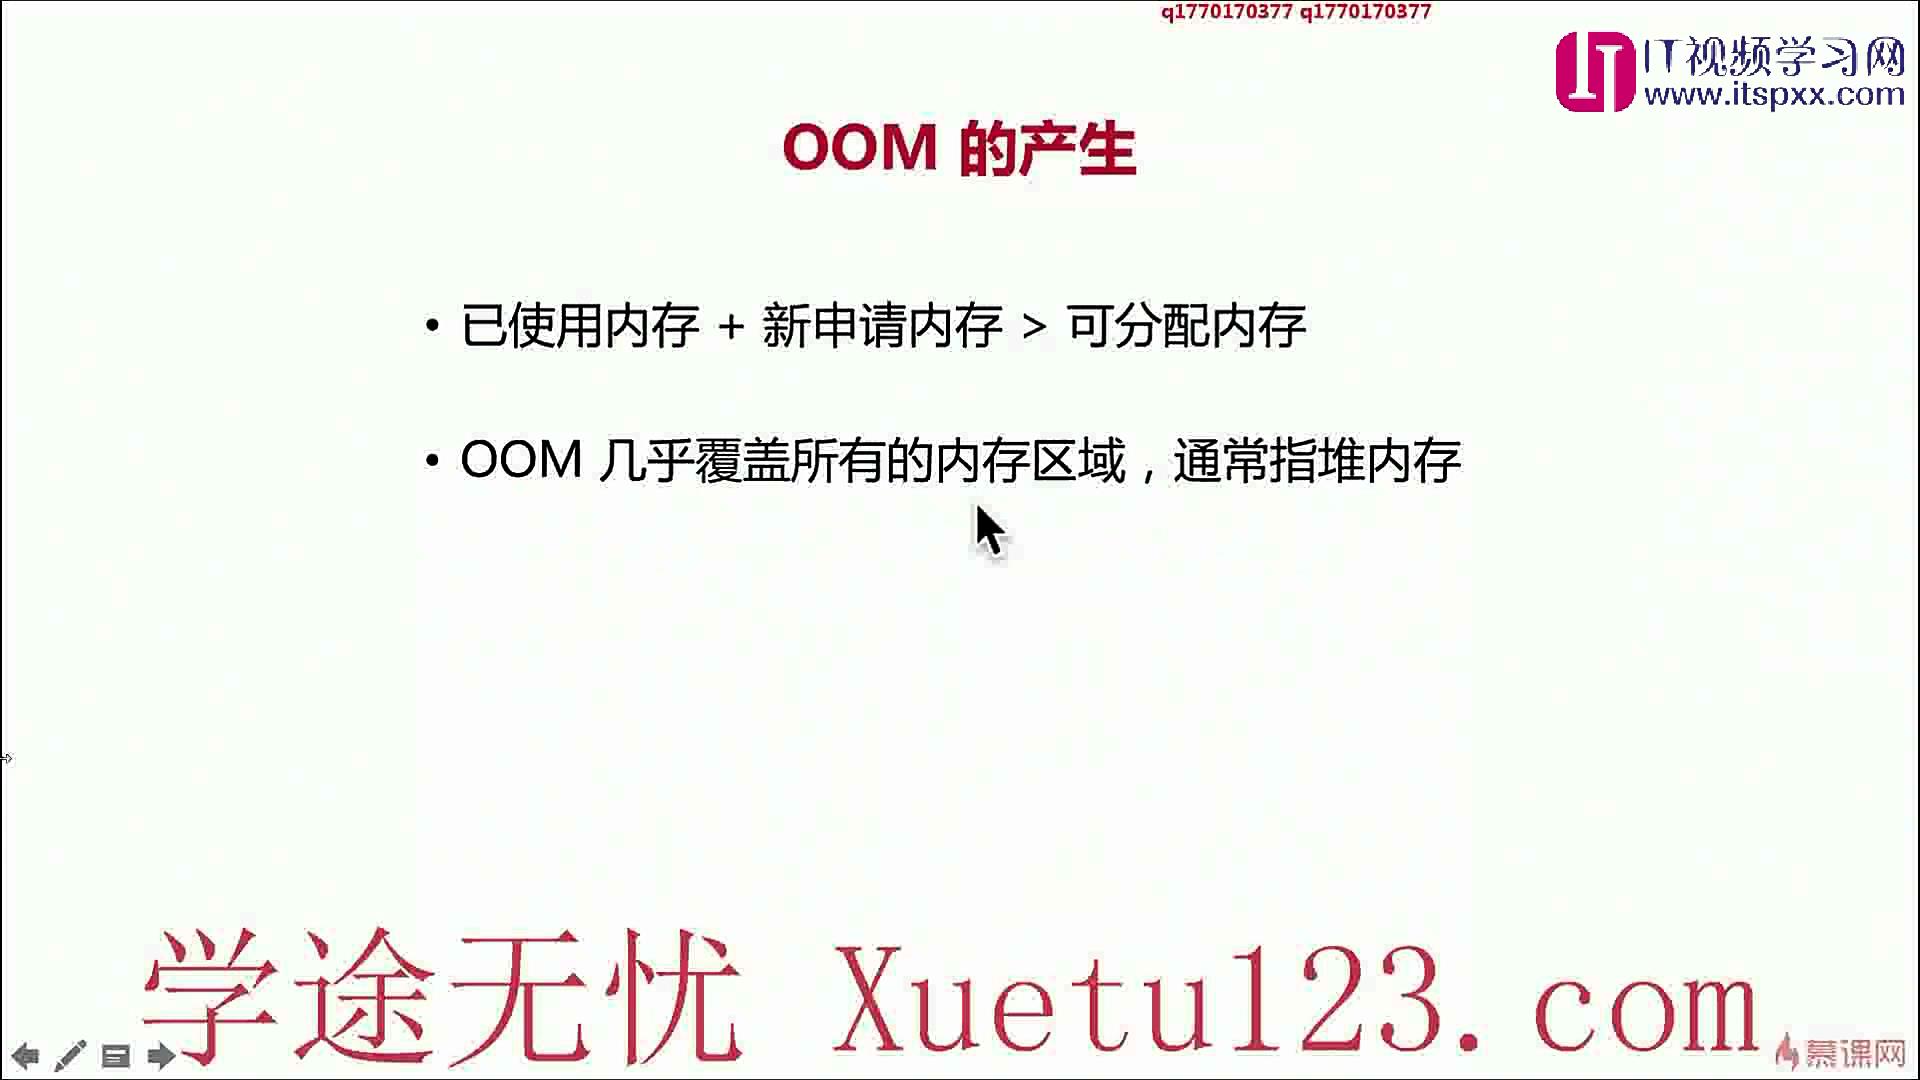 q1770170377 q1770170377
IT视频学习网
www.itspxx.com
OOM 的产生
• 已使用内存 + 新申请内存 > 可分配内存
• OOM 几乎覆盖所有的内存区域，通常指堆内存
学途无忧 Xuetu123.com
慕课网